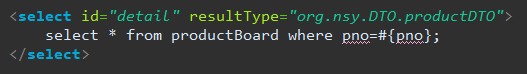 <select id="detail" resultType="org.nsy.DTO.productDTO">
select * from productBoard where pno=#{pno};
</select>